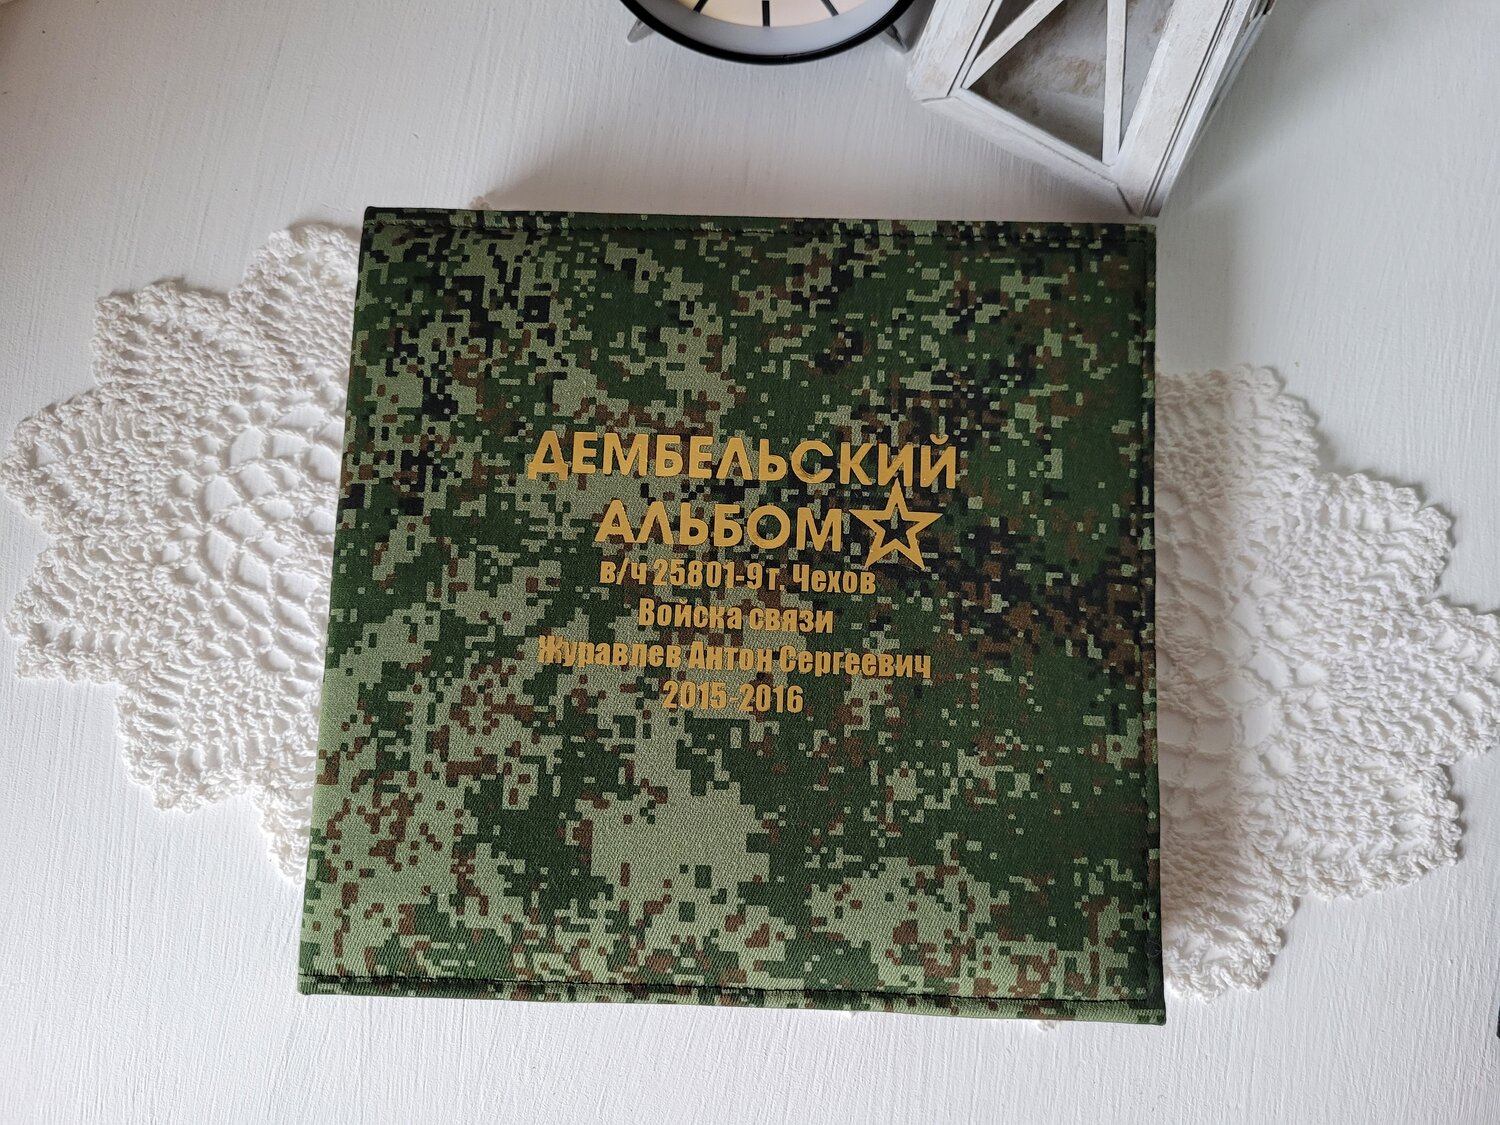 ДЕМБЕЛЬСКИЙ
АЛЬБОМ
в/ч 25801-9 г. Чехов
Войска связи
Журавлев Антон Сергеевич
2015-2016